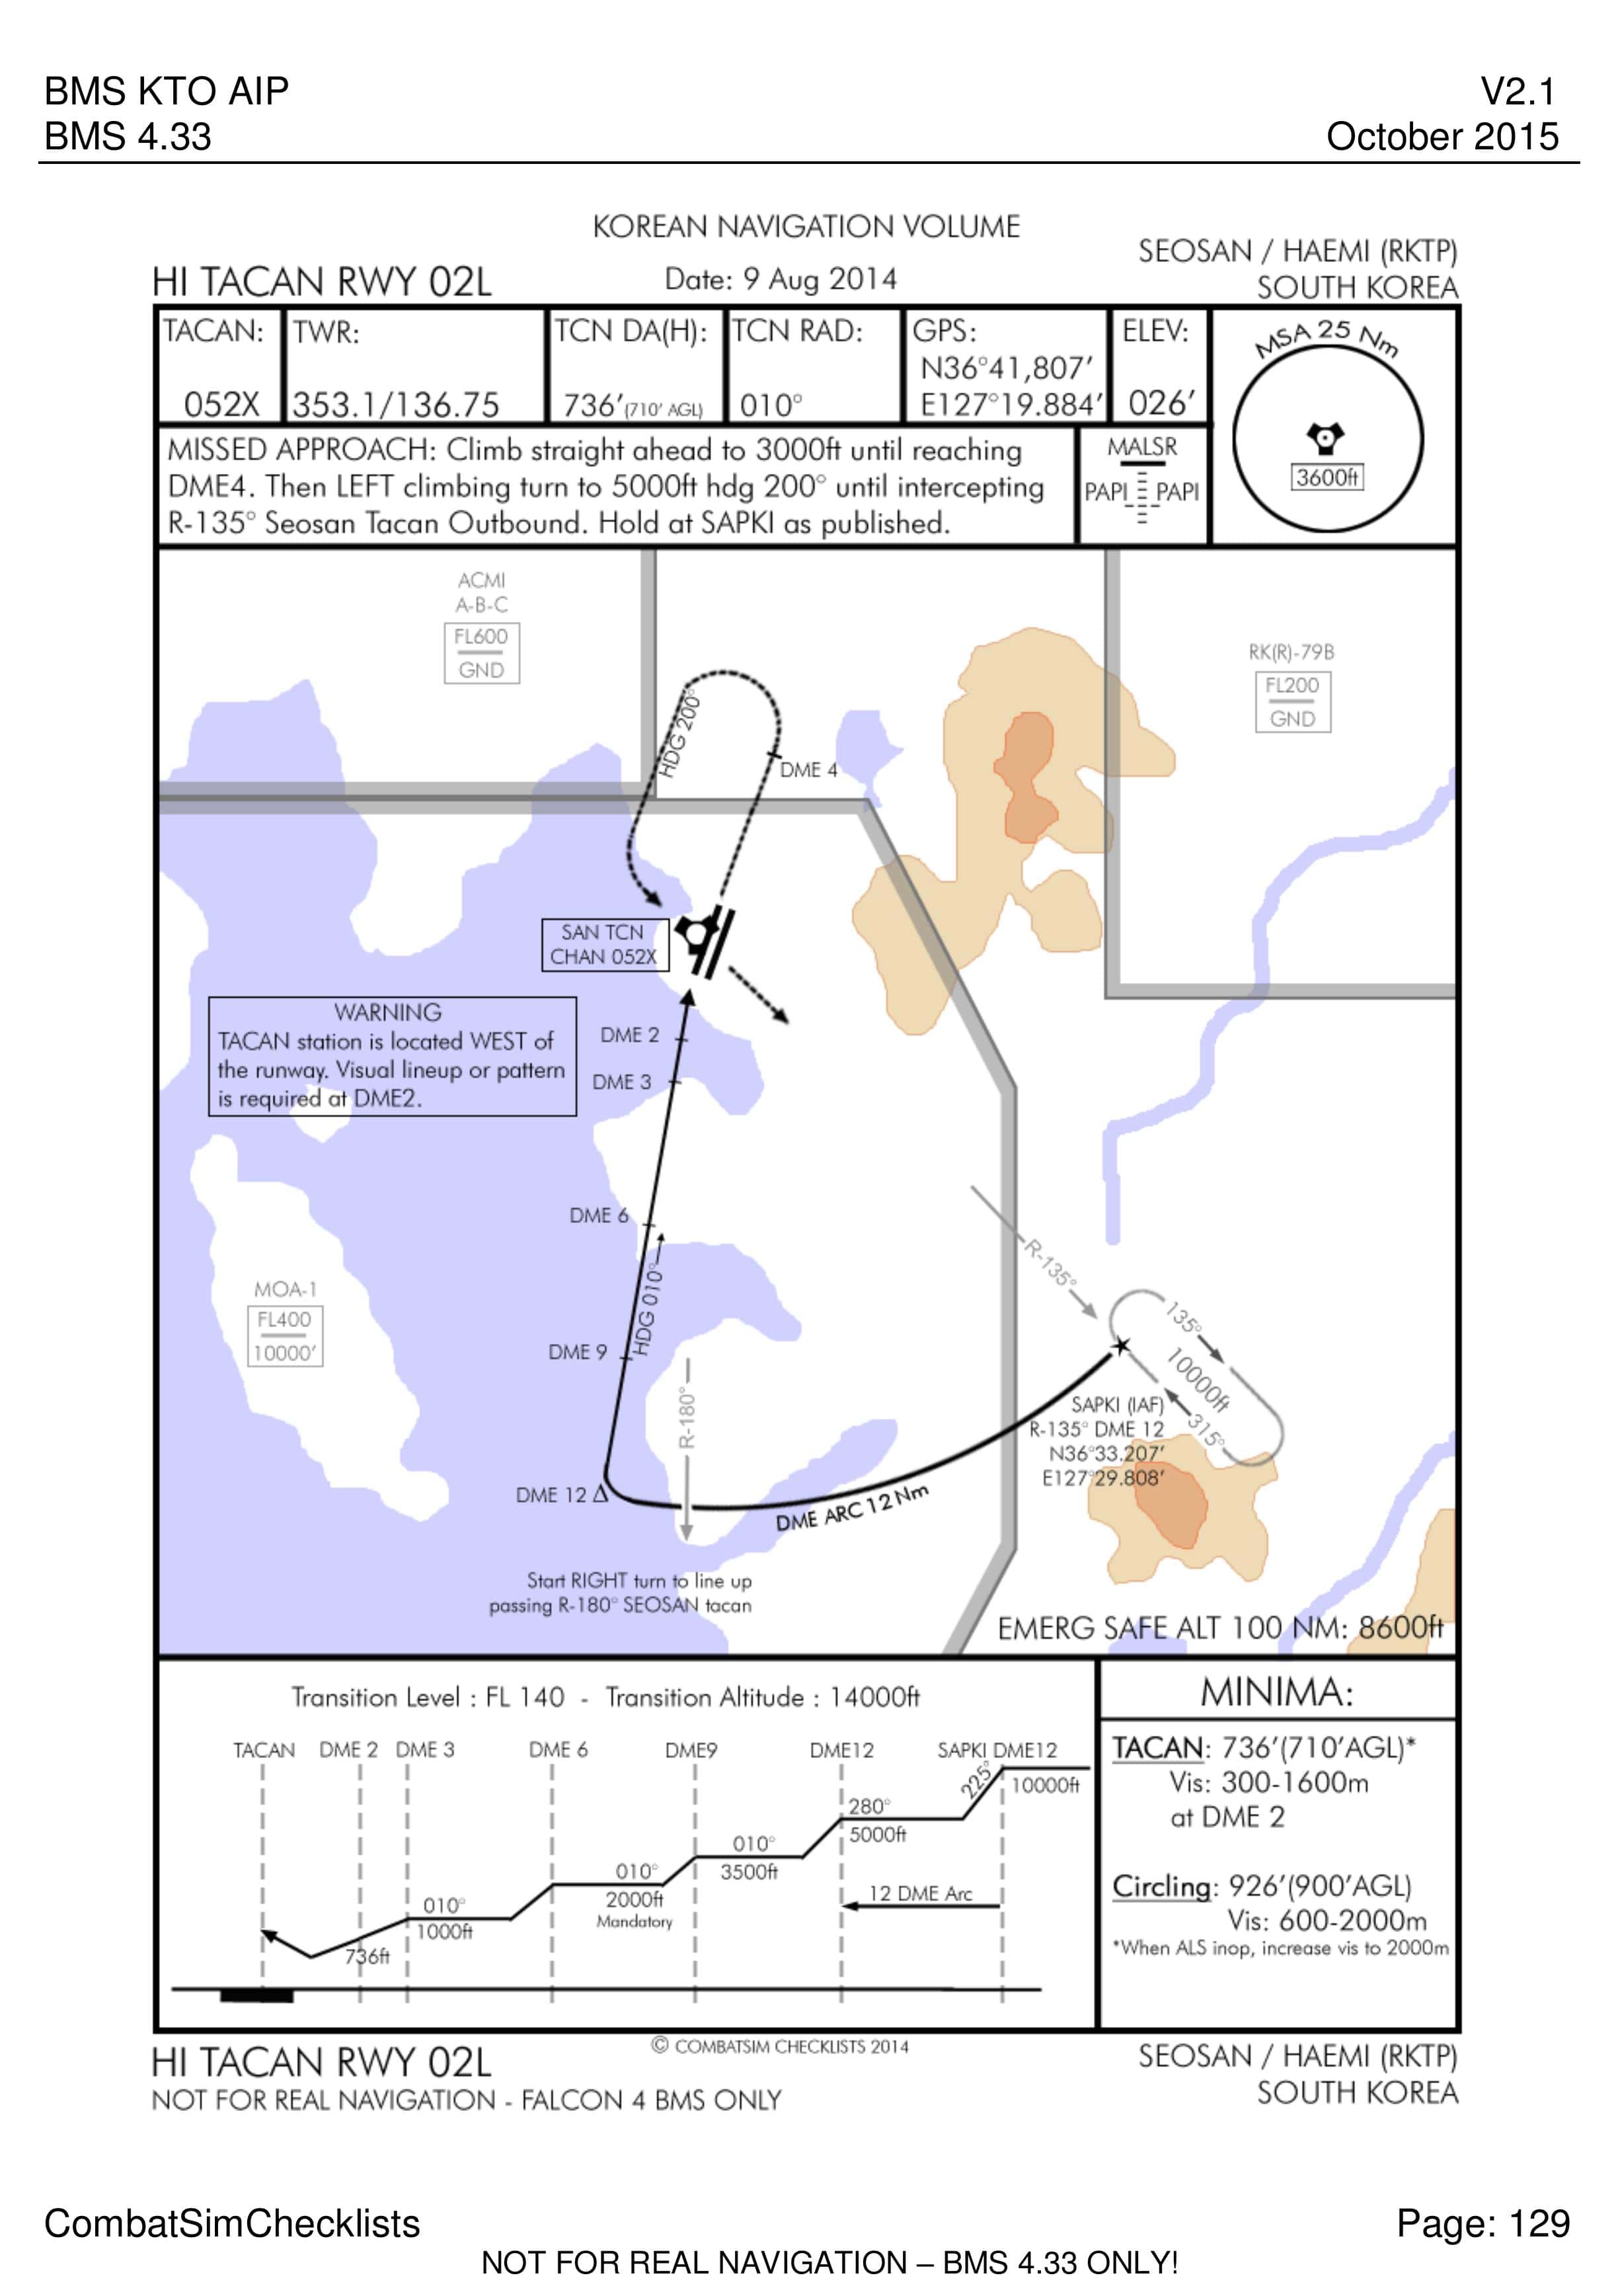 BMS KTO AIP
V2.1
BMS 4.33
October 2015
KOREAN NAVIGATION VOLUME
HI TACAN RWY 02L
Date: 9 Aug 2014
SEOSAN / HAEMI (RKTP)
SOUTH KOREA
TACAN:
052X
TWR:
353.1/136.75
TCN DA(H):
736'(710' AGL)
TCN RAD:
010°
GPS:
N36°41,807'
E127°19.884'
ELEV:
026'
MSA 25 Nm
3600ft
MISSED APPROACH: Climb straight ahead to 3000ft until reaching
DME4. Then LEFT climbing turn to 5000ft hdg 200° until intercepting
R-135° Seosan Tacan Outbound. Hold at SAPKI as published.
MALSR
PAPI PAPI
ACMI
A-B-C
FL600
GND
RK(R)-79B
FL200
GND
HDG 200°
DME 4
SAN TCN
CHAN 052X
WARNING
TACAN station is located WEST of
the runway. Visual lineup or pattern
is required at DME2.
DME 2
DME 3
DME 6
HDG 010°
DME 9
MOA-1
FL400
10000'
R-135°
135°
10000ft
315°
SAPKI (IAF)
R-135° DME 12
N36°33.207'
E127°29.808'
R-180°
DME 12
DME ARC 12 Nm
Start RIGHT turn to line up
passing R-180° SEOSAN tacan
EMERG SAFE ALT 100 NM: 8600ft
Transition Level : FL 140 - Transition Altitude : 14000ft
TACAN DME 2 DME 3 DME 6 DME9 DME12 SAPKI DME12
225°
10000ft
280°
5000ft
010°
3500ft
010°
2000ft
Mandatory
12 DME Arc
010°
1000ft
736ft
MINIMA:
TACAN: 736'(710'AGL)*
Vis: 300-1600m
at DME 2
Circling: 926'(900'AGL)
Vis: 600-2000m
*When ALS inop, increase vis to 2000m
© COMBATSIM CHECKLISTS 2014
HI TACAN RWY 02L
NOT FOR REAL NAVIGATION - FALCON 4 BMS ONLY
SEOSAN / HAEMI (RKTP)
SOUTH KOREA
CombatSimChecklists
Page: 129
NOT FOR REAL NAVIGATION – BMS 4.33 ONLY!